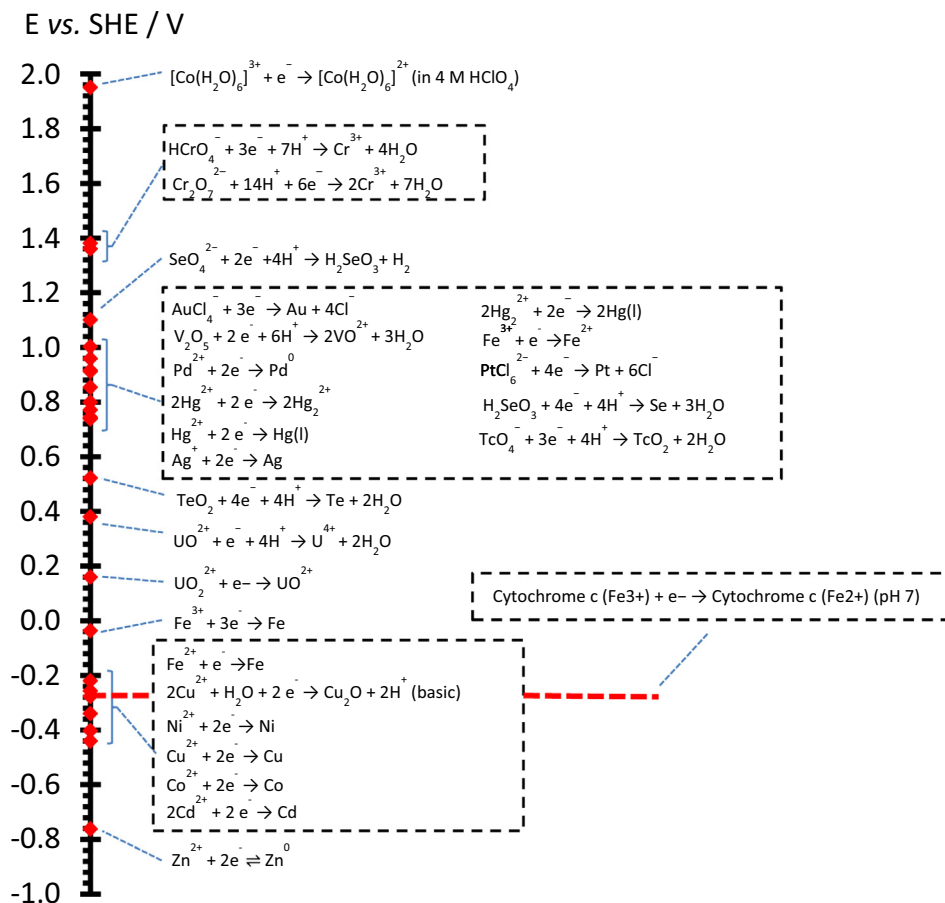 E vs. SHE / V
2.0
1.8
1.6
1.4
1.2
1.0
0.8
0.6
0.4
0.2
0.0
-0.2
-0.4
-0.6
-0.8
-1.0
[Co(H₂O)₆]³⁺ + e⁻ → [Co(H₂O)₆]²⁺ (in 4 M HClO₄)
HCrO₄⁻ + 3e⁻ + 7H⁺ → Cr³⁺ + 4H₂O
Cr₂O₇²⁻ + 14H⁺ + 6e⁻ → 2Cr³⁺ + 7H₂O
SeO₄²⁻ + 2e⁻ +4H⁺ → H₂SeO₃ + H₂
AuCl₄⁻ + 3e⁻ → Au + 4Cl⁻
V₂O₅ + 2 e⁻ + 6H⁺ → 2VO²⁺ + 3H₂O
Pd²⁺ + 2e⁻ → Pd⁰
2Hg²⁺ + 2 e⁻ → 2Hg₂²⁺
Hg²⁺ + 2 e⁻ → Hg(l)
Ag⁺ + 2e⁻ → Ag
2Hg₂²⁺ + 2e⁻ → 2Hg(l)
Fe³⁺ + e⁻ →Fe²⁺
PtCl₆²⁻ + 4e⁻ → Pt + 6Cl⁻
H₂SeO₃ + 4e⁻ + 4H⁺ → Se + 3H₂O
TcO₄⁻ + 3e⁻ + 4H⁺ → TcO₂ + 2H₂O
TeO₂ + 4e⁻ + 4H⁺ → Te + 2H₂O
UO²⁺ + e⁻ + 4H⁺ → U⁴⁺ + 2H₂O
UO₂²⁺ + e− → UO²⁺
Cytochrome c (Fe3+) + e− → Cytochrome c (Fe2+) (pH 7)
Fe³⁺ + 3e⁻ → Fe
Fe²⁺ + e⁻ →Fe
2Cu²⁺ + H₂O + 2 e⁻ → Cu₂O + 2H⁺ (basic)
Ni²⁺ + 2e⁻ → Ni
Cu²⁺ + 2e⁻ → Cu
Co²⁺ + 2e⁻ → Co
2Cd²⁺ + 2 e⁻ → Cd
Zn²⁺ + 2e⁻ ⇌ Zn⁰